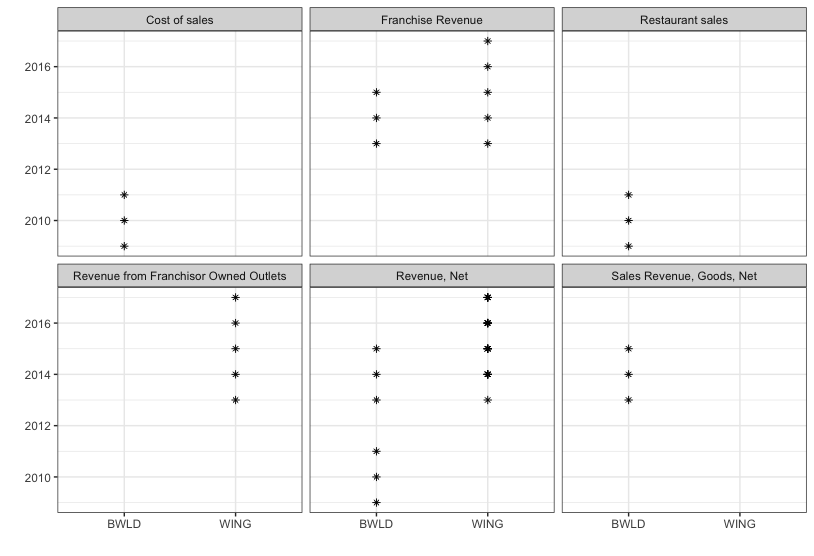 Cost of sales
Franchise Revenue
Restaurant sales
2016
2014
2012
2010
Revenue from Franchisor Owned Outlets
Revenue, Net
Sales Revenue, Goods, Net
2016
2014
2012
2010
BWLD
WING
BWLD
WING
BWLD
WING